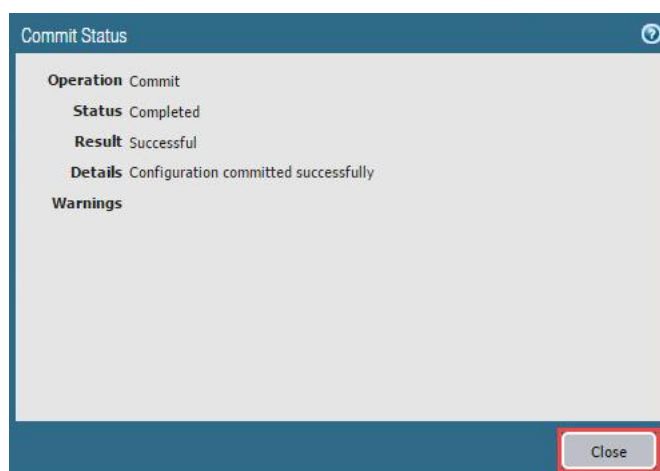 Commit Status
Operation Commit
Status Completed
Result Successful
Details Configuration committed successfully
Warnings
Close